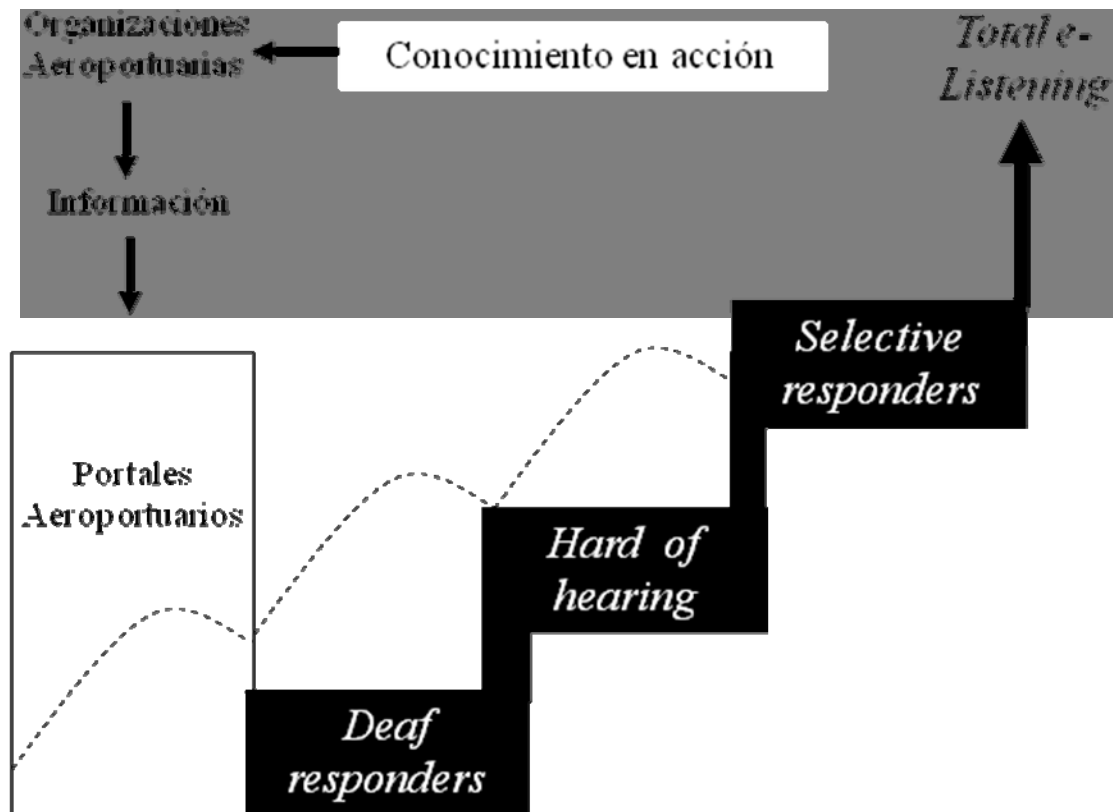 Organizaciones
Aeroportuarias
Conocimiento en acción
Total e-
Listening
Información
Selective
responders
Portales
Aeroportuarios
Hard of
hearing
Deaf
responders